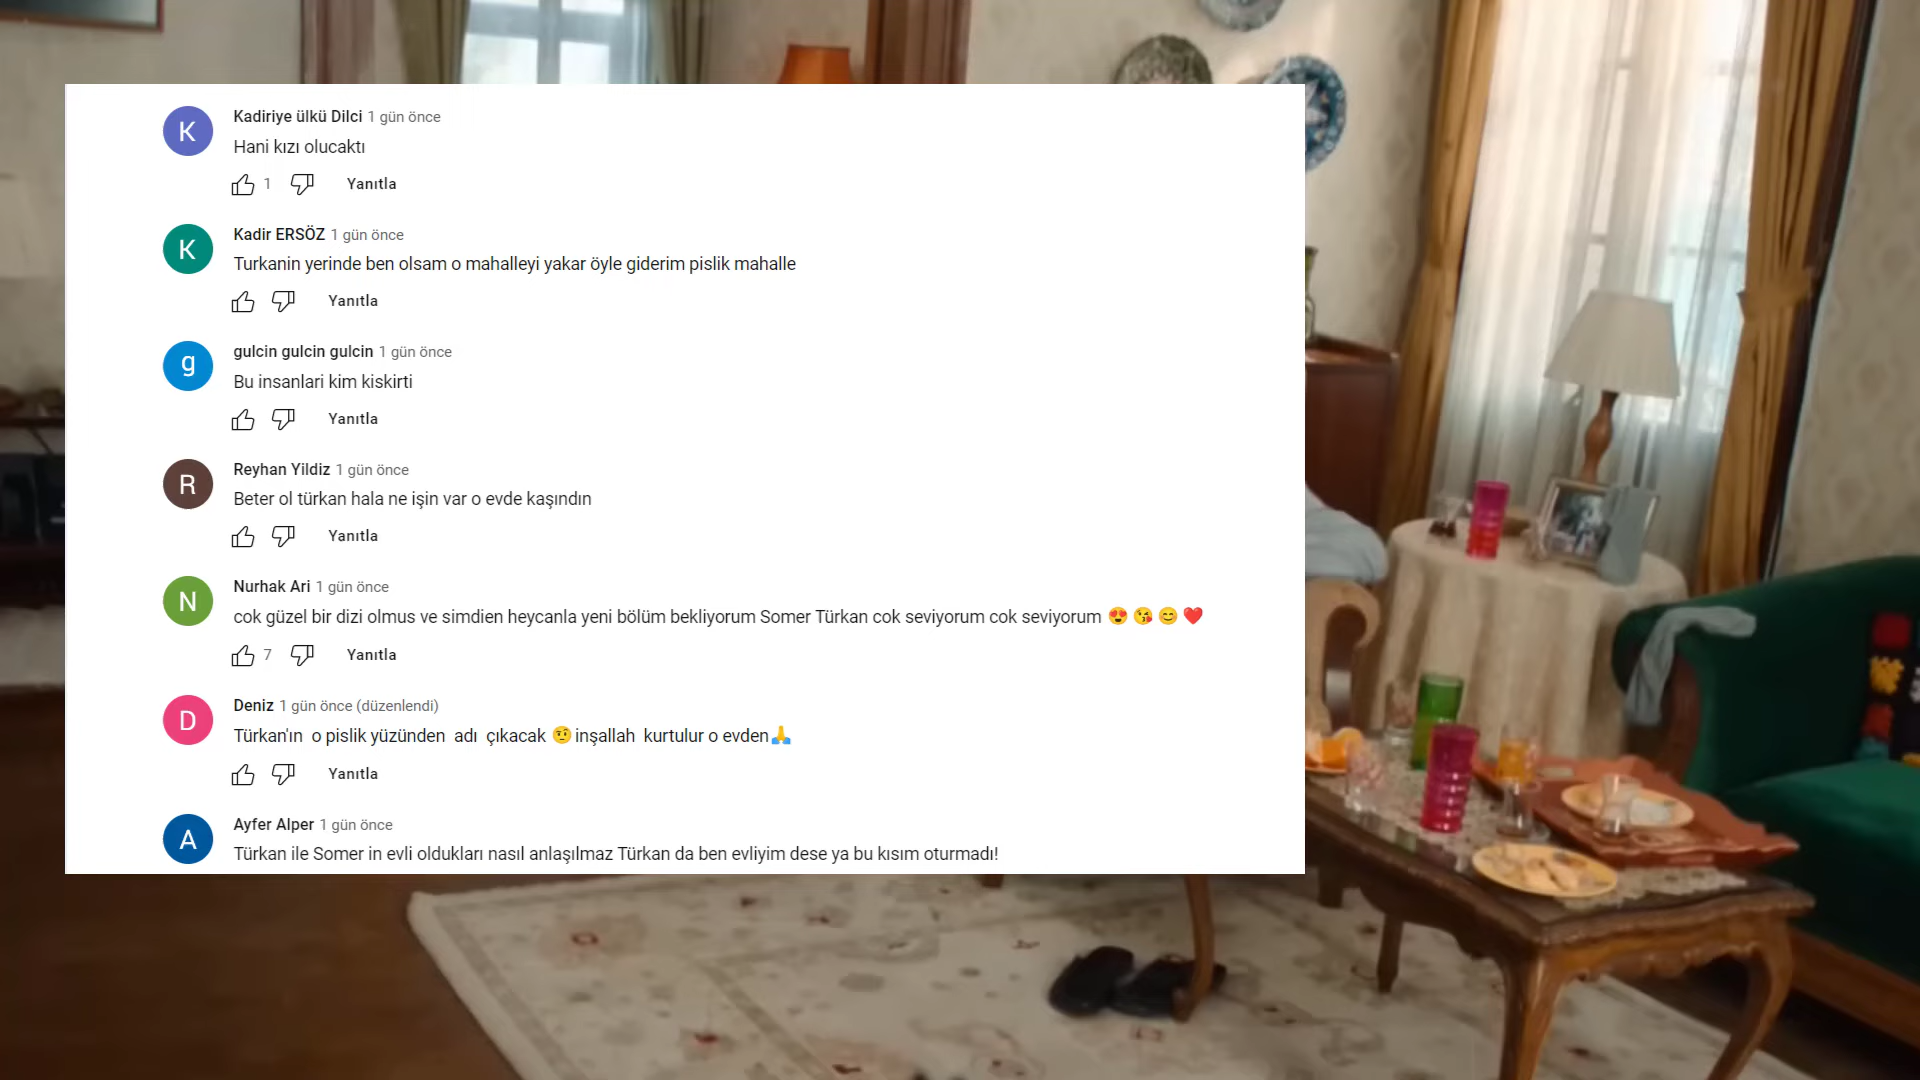 K
Kadiriye ülkü Dilci 1 gün önce
Hani kızı olucaktı
1 Yanıtla
K
Kadir ERSÖZ 1 gün önce
Turkanin yerinde ben olsam o mahalleyi yakar öyle giderim pislik mahalle
Yanıtla
g
gulcin gulcin gulcin 1 gün önce
Bu insanlari kim kiskirti
Yanıtla
R
Reyhan Yildiz 1 gün önce
Beter ol türkan hala ne işin var o evde kaşındın
Yanıtla
N
Nurhak Ari 1 gün önce
cok güzel bir dizi olmus ve simdien heycanla yeni bölüm bekliyorum Somer Türkan cok seviyorum cok seviyorum 😍 😘 😊 ❤️
7 Yanıtla
D
Deniz 1 gün önce (düzenlendi)
Türkan'ın o pislik yüzünden adı çıkacak 🤨 inşallah kurtulur o evden🙏
Yanıtla
A
Ayfer Alper 1 gün önce
Türkan ile Somer in evli oldukları nasıl anlaşılmaz Türkan da ben evliyim dese ya bu kısım oturmadı!